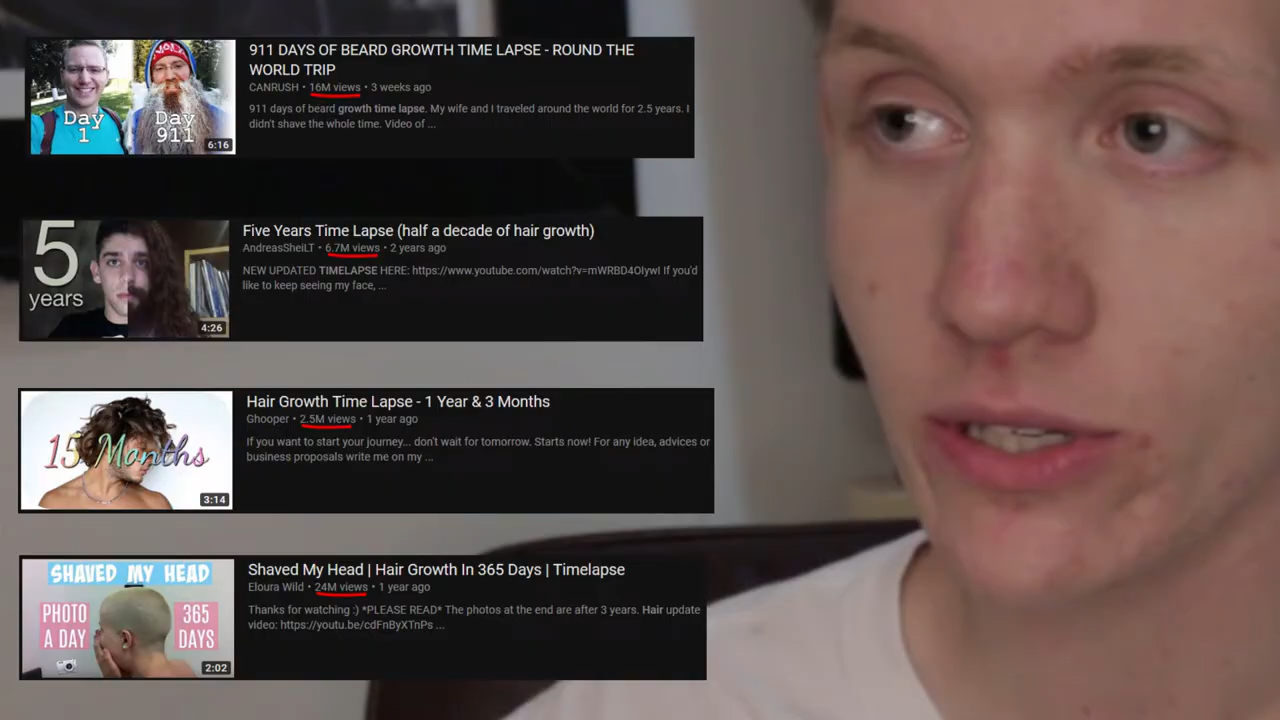 911 DAYS OF BEARD GROWTH TIME LAPSE - ROUND THE
WORLD TRIP
CANRUSH • 16M views • 3 weeks ago
911 days of beard growth time lapse. My wife and I traveled around the world for 2.5 years. I
didn't shave the whole time. Video of ...
Day
1
Day
911
6:16
Five Years Time Lapse (half a decade of hair growth)
AndreasSheiLT • 6.7M views • 2 years ago
NEW UPDATED TIMELAPSE HERE: https://www.youtube.com/watch?v=mWRBD4OIywI If you'd
like to keep seeing my face, ...
5
years
4:26
Hair Growth Time Lapse - 1 Year & 3 Months
Ghooper • 2.5M views • 1 year ago
If you want to start your journey... don't wait for tomorrow. Starts now! For any idea, advices or
business proposals write me on my ...
15 Months
3:14
Shaved My Head | Hair Growth In 365 Days | Timelapse
Eloura Wild • 24M views • 1 year ago
Thanks for watching :) *PLEASE READ* The photos at the end are after 3 years. Hair update
video: https://youtu.be/cdFnByXTnPs ...
SHAVED MY HEAD
PHOTO
A DAY
365
DAYS
2:02